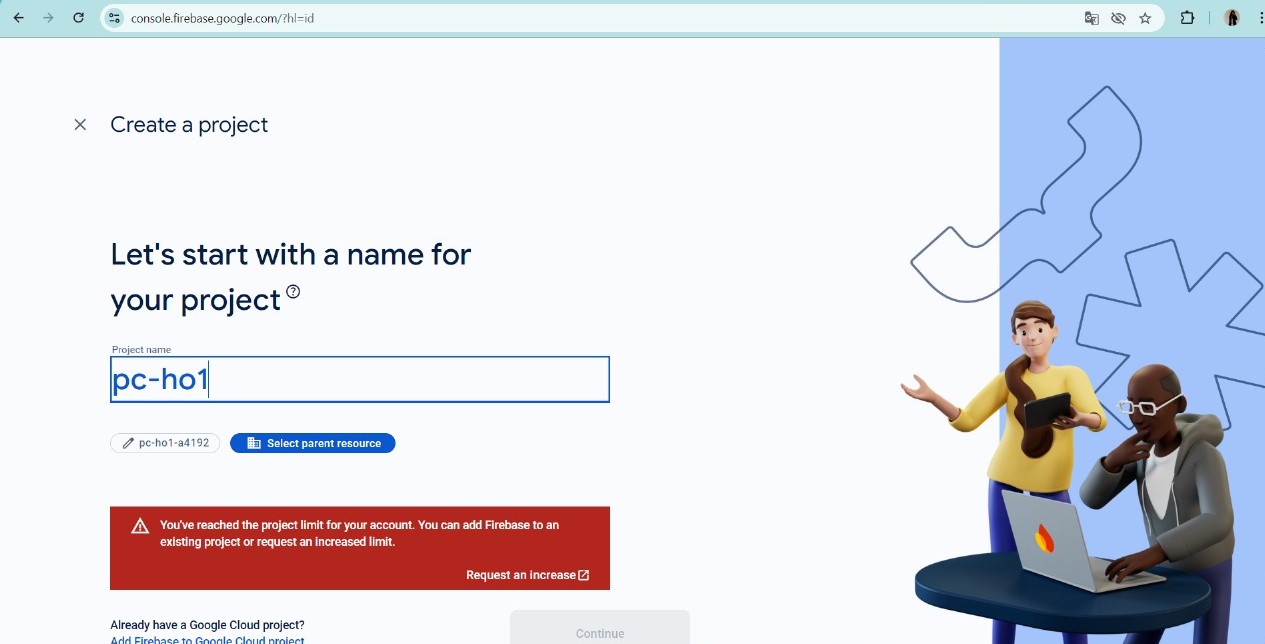 console.firebase.google.com/?hl=id
Create a project
Let's start with a name for
your project
Project name
pc-ho1
pc-ho1-a4192
Select parent resource
You've reached the project limit for your account. You can add Firebase to an
existing project or request an increased limit.
Request an increase
Already have a Google Cloud project?
Add Firebase to Google Cloud project
Continue